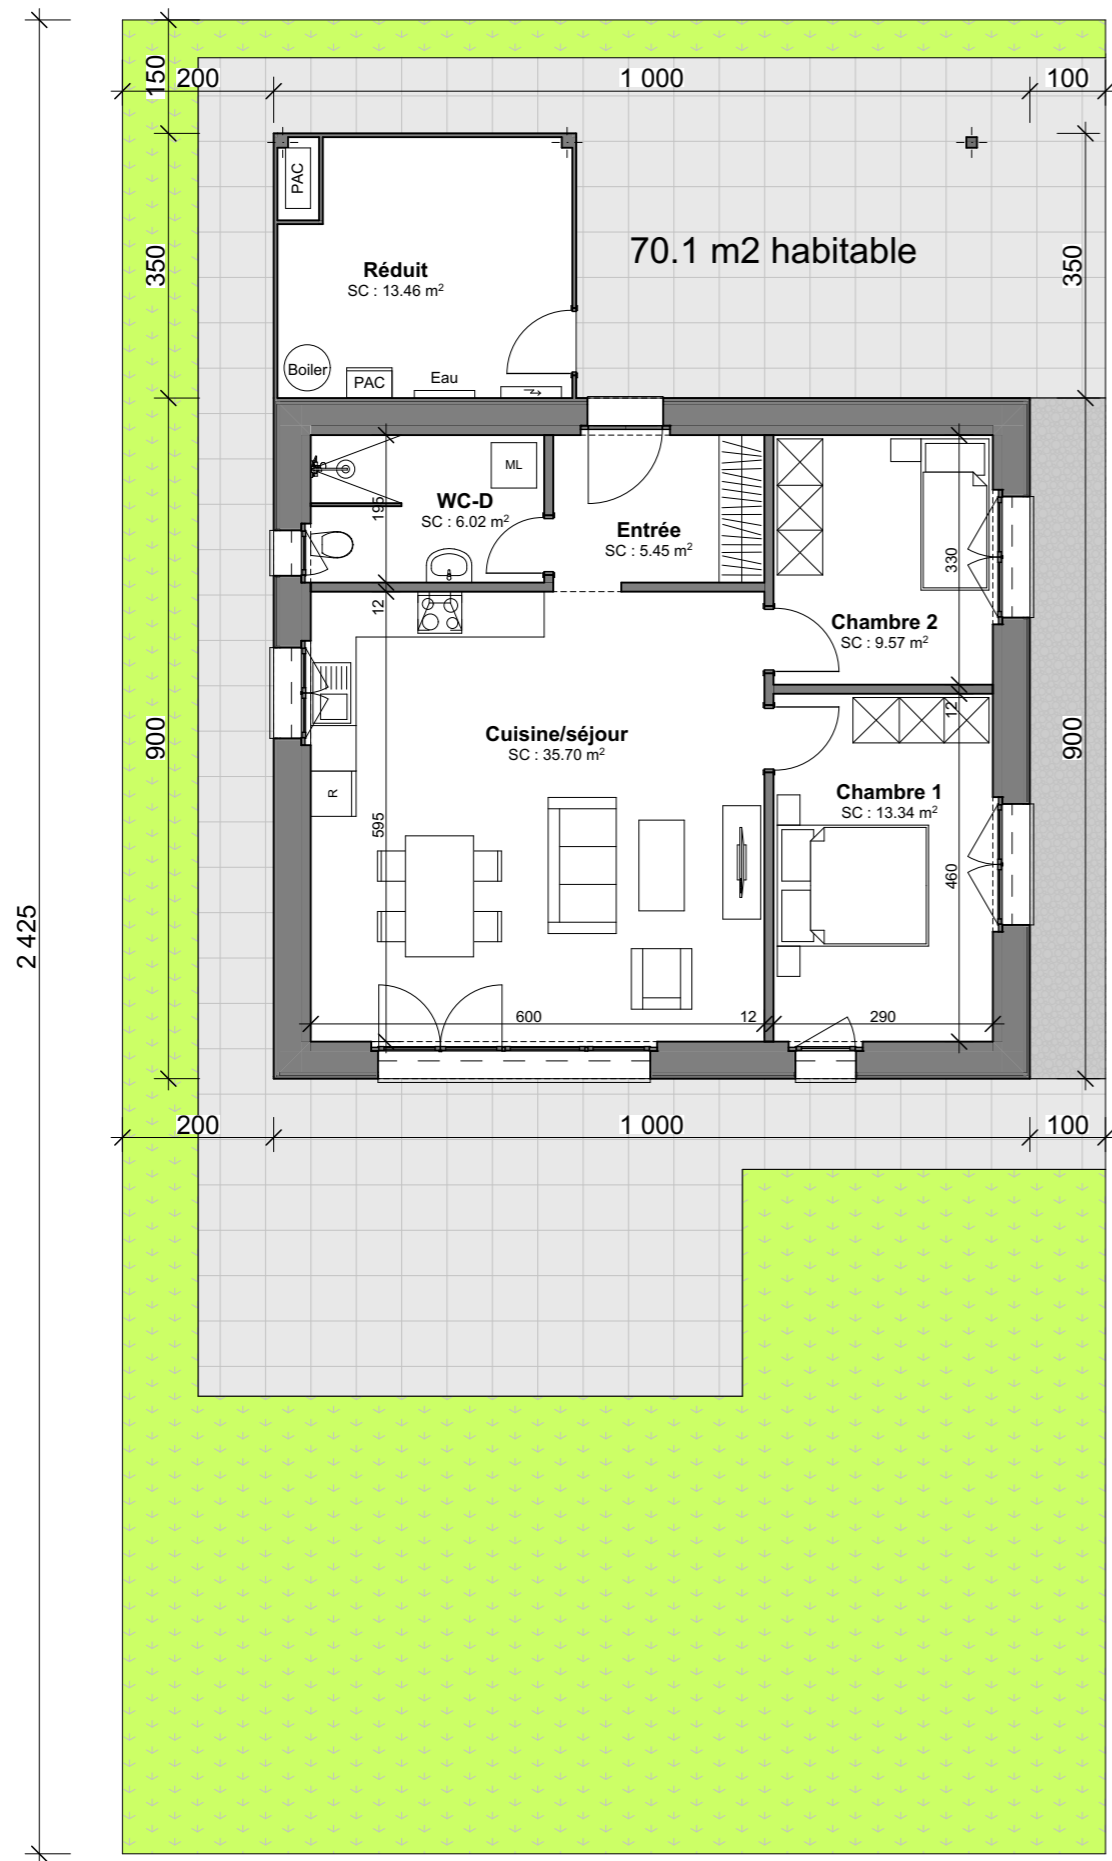 150
200
1 000
100
PAC
350
Réduit
SC : 13.46 m²
70.1 m2 habitable
350
Boiler
PAC
Eau
ML
WC-D
SC : 6.02 m²
195
Entrée
SC : 5.45 m²
330
Chambre 2
SC : 9.57 m²
12
12
Cuisine/séjour
SC : 35.70 m²
900
900
R
Chambre 1
SC : 13.34 m²
595
460
2 425
600
12
290
200
1 000
100